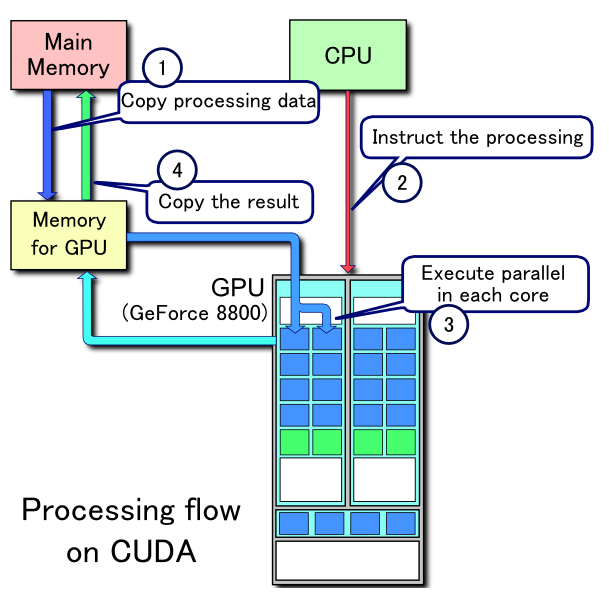 Main
Memory
CPU
1
Copy processing data
Instruct the processing
2
4
Copy the result
Memory
for GPU
GPU
(GeForce 8800)
Execute parallel
in each core
3
Processing flow
on CUDA